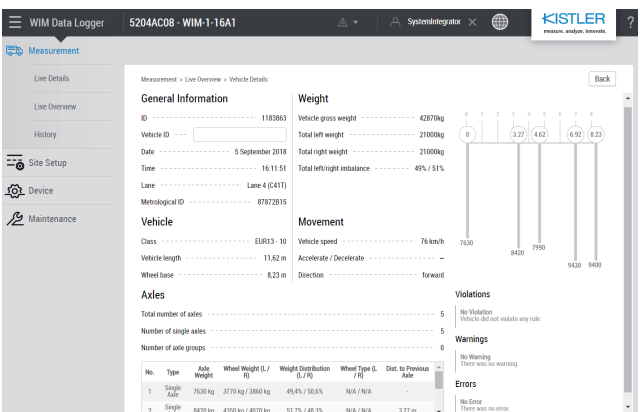 WIM Data Logger
5204AC08 - WIM-1-16A1
SystemIntegrator
KISTLER
measure. analyze. innovate.
?
Measurement
Live Details
Live Overview
History
Site Setup
Device
Maintenance
Measurement » Live Overview » Vehicle Details
Back
General Information
ID 1183863
Vehicle ID
Date 5 September 2018
Time 16:11:51
Lane Lane 4 (C41T)
Metrological ID 87872B15
Weight
Vehicle gross weight 42870kg
Total left weight 21000kg
Total right weight 21000kg
Total left/right imbalance 49% / 51%
Vehicle
Class EUR13 - 10
Vehicle length 11,62 m
Wheel base 8,23 m
Movement
Vehicle speed 76 km/h
Accelerate / Decelerate –
Direction forward
0 1 2 3 4 5 6 7 8
0 3.27 4.62 6.92 8.23
7630 8420 7990 9430 9400
Axles
Total number of axles 5
Number of single axles 5
Number of axle groups 0
No. Type Axle Weight Wheel Weight (L / R) Weight Distribution (L / R) Wheel Type (L / R) Dist. to Previous Axle
1 Single Axle 7630 kg 3770 kg / 3860 kg 49,4% / 50,6% N/A / N/A -
2 Single 8420 kg 4350 kg / 4070 kg 51,7% / 48,3% N/A / N/A 3,27 m
Violations
No Violation
Vehicle did not violate any rule
Warnings
No Warning
There was no warning.
Errors
No Error
There was no error.